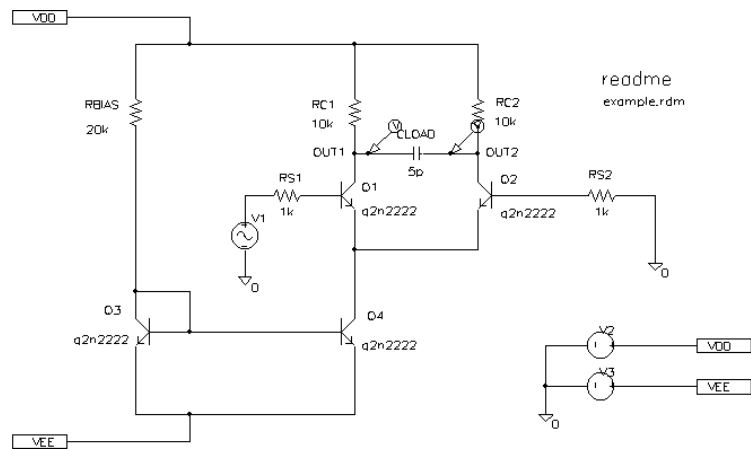 VDD
RBIAS
20k
RC1
10k
RC2
10k
readme
example.rdm
V
CLOAD
V
OUT1
OUT2
5p
RS1
1k
Q1
q2n2222
Q2
q2n2222
RS2
1k
V1
0
0
Q3
q2n2222
Q4
q2n2222
V2
VDD
V3
VEE
0
VEE